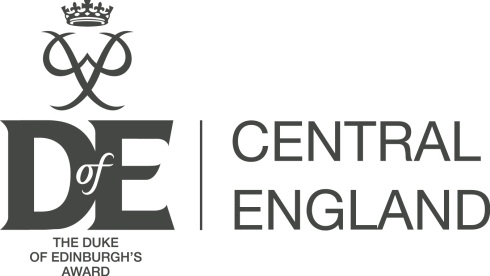 DofE
THE DUKE
OF EDINBURGH'S
AWARD
CENTRAL
ENGLAND